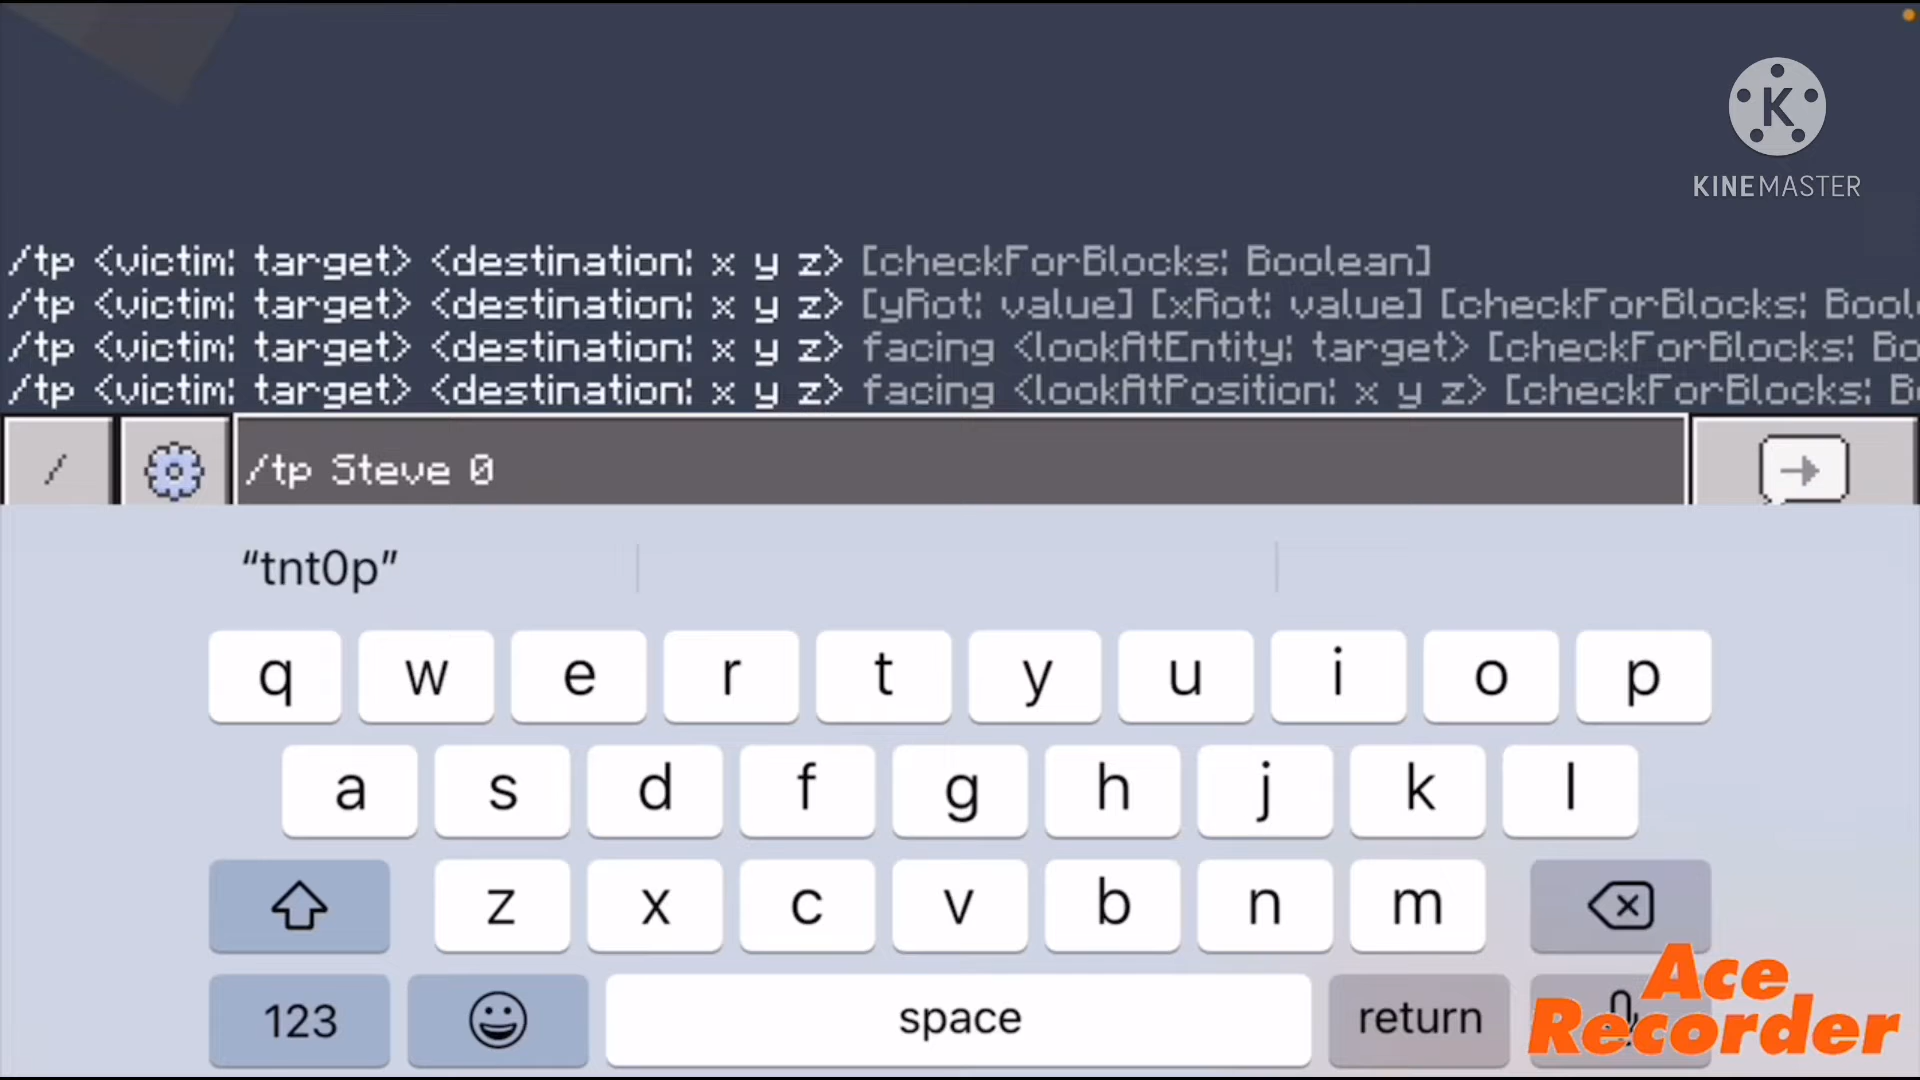 K
KINEMASTER
/tp <victim: target> <destination: x y z> [checkForBlocks: Boolean]
/tp <victim: target> <destination: x y z> [yRot: value] [xRot: value] [checkForBlocks: Bool
/tp <victim: target> <destination: x y z> facing <lookAtEntity: target> [checkForBlocks: Bo
/tp <victim: target> <destination: x y z> facing <lookAtPosition: x y z> [checkForBlocks: B
/ /tp Steve 0
“tnt0p”
q w e r t y u i o p
a s d f g h j k l
z x c v b n m
123 space return
Ace
Recorder